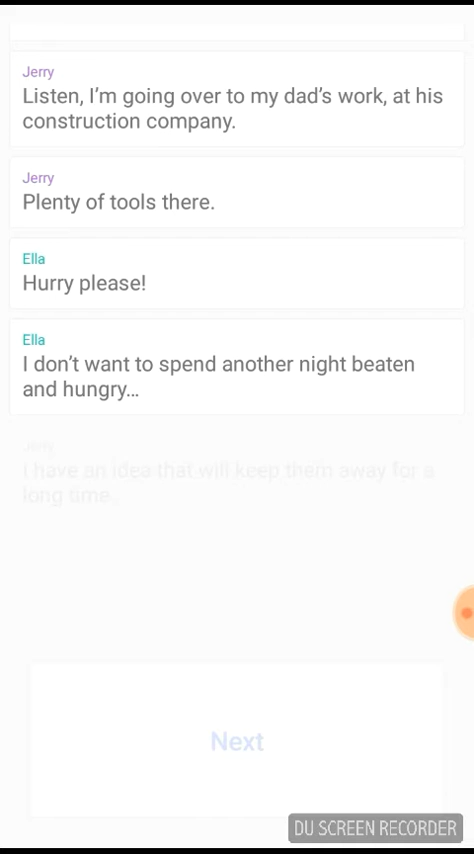 Jerry
Listen, I’m going over to my dad’s work, at his
construction company.
Jerry
Plenty of tools there.
Ella
Hurry please!
Ella
I don’t want to spend another night beaten
and hungry...
Jerry
I have an idea that will keep them away for a
long time.
Next
DU SCREEN RECORDER